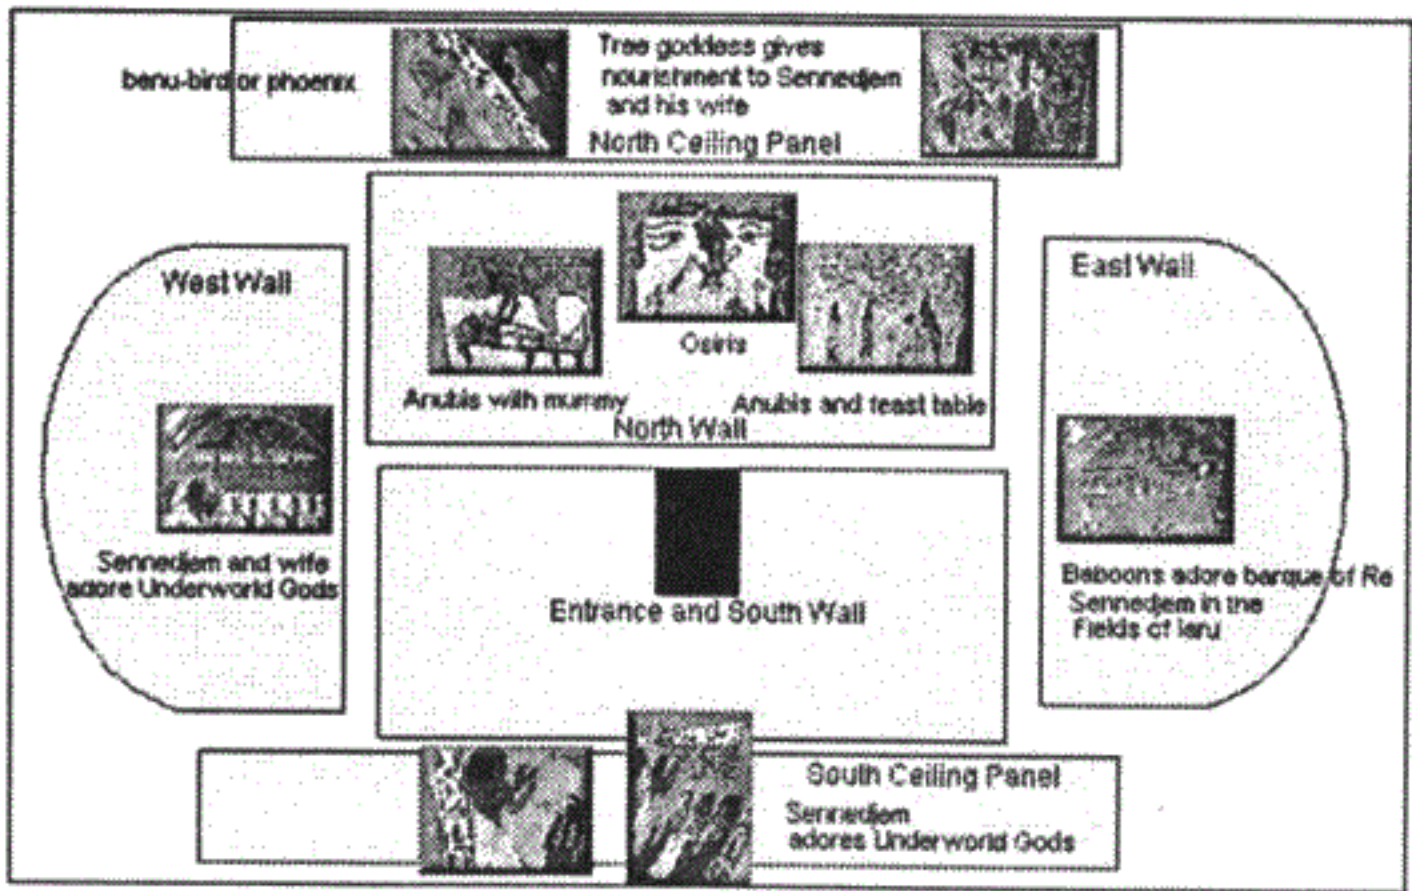 benu-bird or phoenix
Tree goddess gives
nourishment to Sennedjem
and his wife
North Ceiling Panel
West Wall
Sennedjem and wife
adore Underworld Gods
Osiris
Anubis with mummy
Anubis and feast table
North Wall
East Wall
Baboons adore barque of Re
Sennedjem in the
Fields of Iaru
Entrance and South Wall
South Ceiling Panel
Sennedjem
adores Underworld Gods